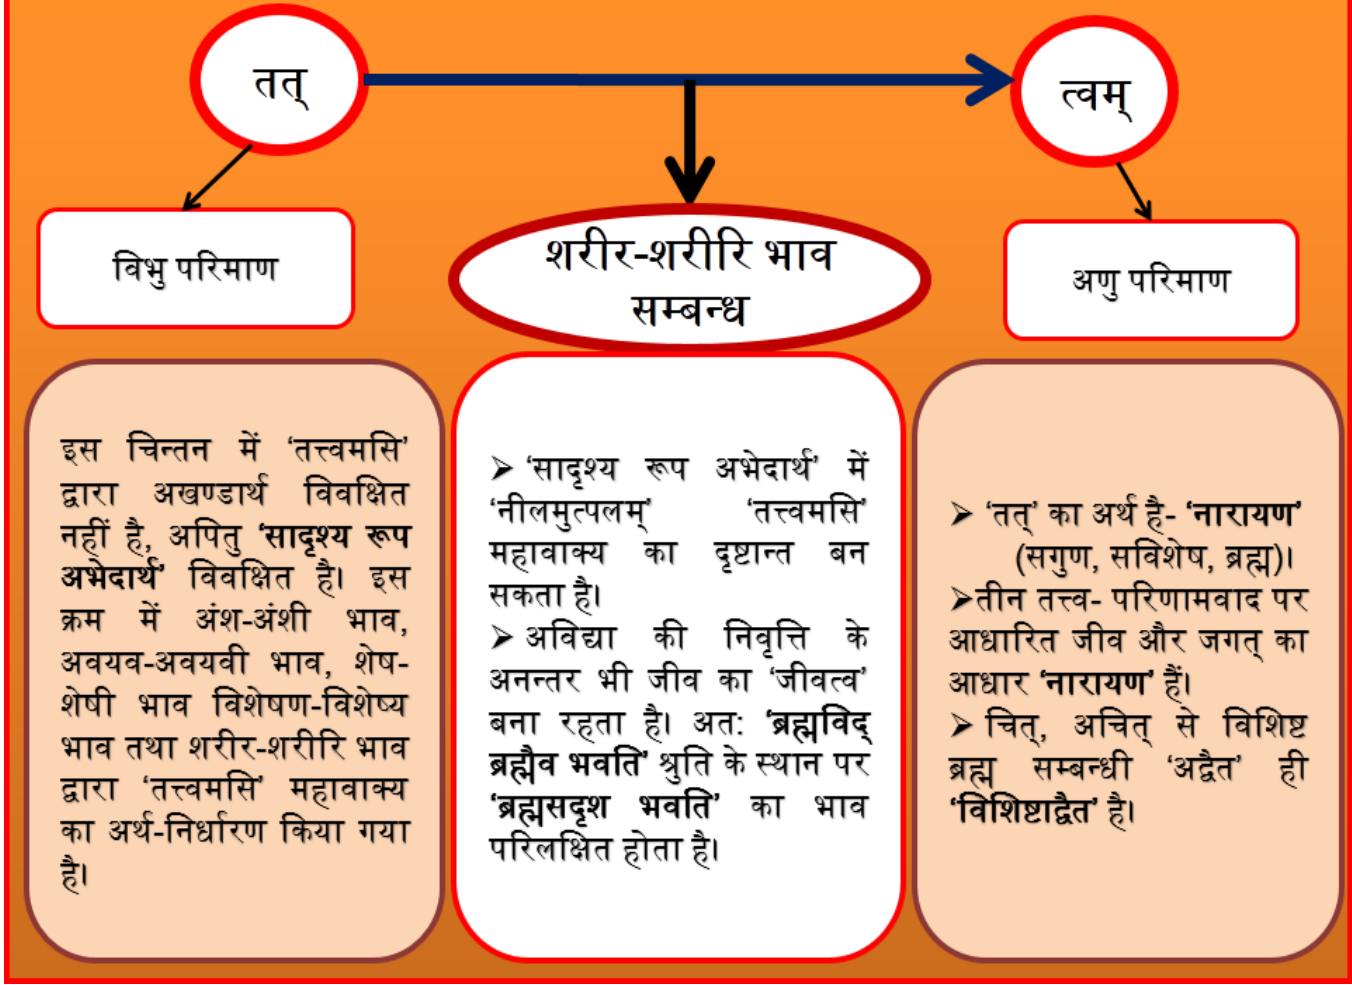 तत्
त्वम्
विभु परिमाण
शरीर-शरीरि भाव
सम्बन्ध
अणु परिमाण
इस चिन्तन में ‘तत्त्वमसि’
द्वारा अखण्डार्थ विवक्षित
नहीं है, अपितु ‘सादृश्य रूप
अभेदार्थ’ विवक्षित है। इस
क्रम में अंश-अंशी भाव,
अवयव-अवयवी भाव, शेष-
शेषी भाव विशेषण-विशेष्य
भाव तथा शरीर-शरीरि भाव
द्वारा ‘तत्त्वमसि’ महावाक्य
का अर्थ-निर्धारण किया गया
है।
➢ ‘सादृश्य रूप अभेदार्थ’ में
‘नीलमुत्पलम्’ ‘तत्त्वमसि’
महावाक्य का दृष्टान्त बन
सकता है।
➢ अविद्या की निवृत्ति के
अनन्तर भी जीव का ‘जीवत्व’
बना रहता है। अत: ‘ब्रह्मविद्
ब्रह्मैव भवति’ श्रुति के स्थान पर
‘ब्रह्मसदृश भवति’ का भाव
परिलक्षित होता है।
➢ ‘तत्’ का अर्थ है- ‘नारायण’
(सगुण, सविशेष, ब्रह्म)।
➢तीन तत्त्व- परिणामवाद पर
आधारित जीव और जगत् का
आधार ‘नारायण’ हैं।
➢ चित्, अचित् से विशिष्ट
ब्रह्म सम्बन्धी ‘अद्वैत’ ही
‘विशिष्टाद्वैत’ है।